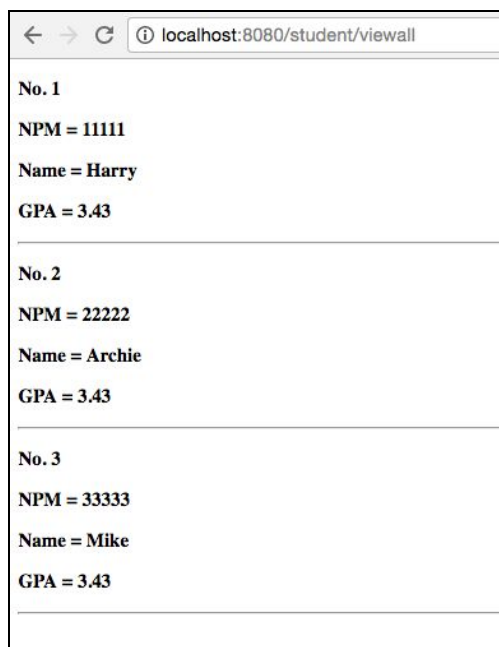 localhost:8080/student/viewall
No. 1
NPM = 11111
Name = Harry
GPA = 3.43
No. 2
NPM = 22222
Name = Archie
GPA = 3.43
No. 3
NPM = 33333
Name = Mike
GPA = 3.43